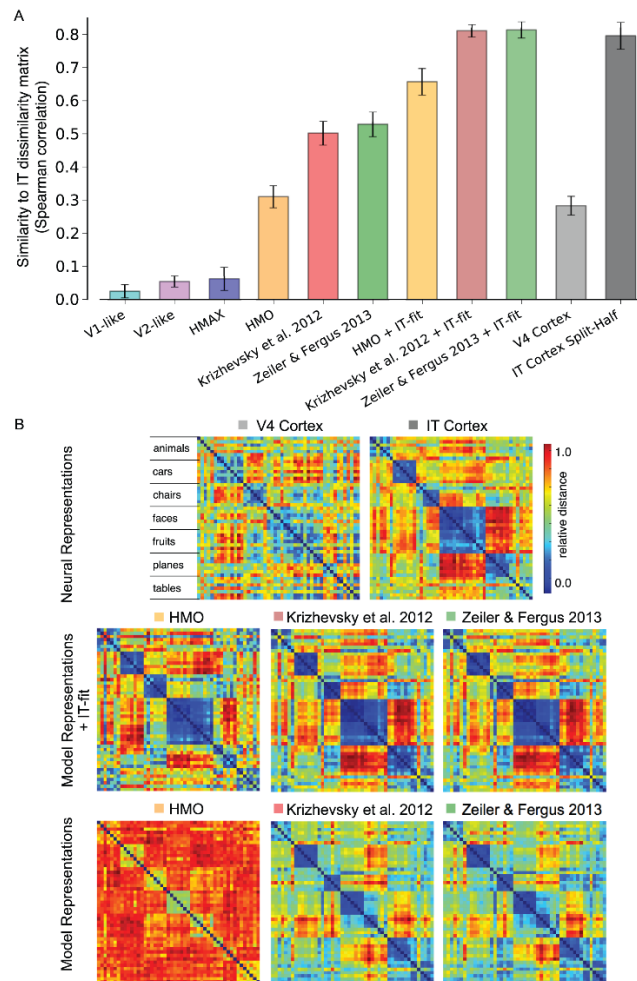 A
Similarity to IT dissimilarity matrix
(Spearman correlation)
0.8
0.7
0.6
0.5
0.4
0.3
0.2
0.1
0.0
V1-like
V2-like
HMAX
HMO
Krizhevsky et al. 2012
Zeiler & Fergus 2013
HMO + IT-fit
Krizhevsky et al. 2012 + IT-fit
Zeiler & Fergus 2013 + IT-fit
V4 Cortex
IT Cortex Split-Half
B
V4 Cortex
IT Cortex
Neural Representations
animals
cars
chairs
faces
fruits
planes
tables
1.0
relative distance
0.0
HMO
Krizhevsky et al. 2012
Zeiler & Fergus 2013
Model Representations
+ IT-fit
HMO
Krizhevsky et al. 2012
Zeiler & Fergus 2013
Model Representations